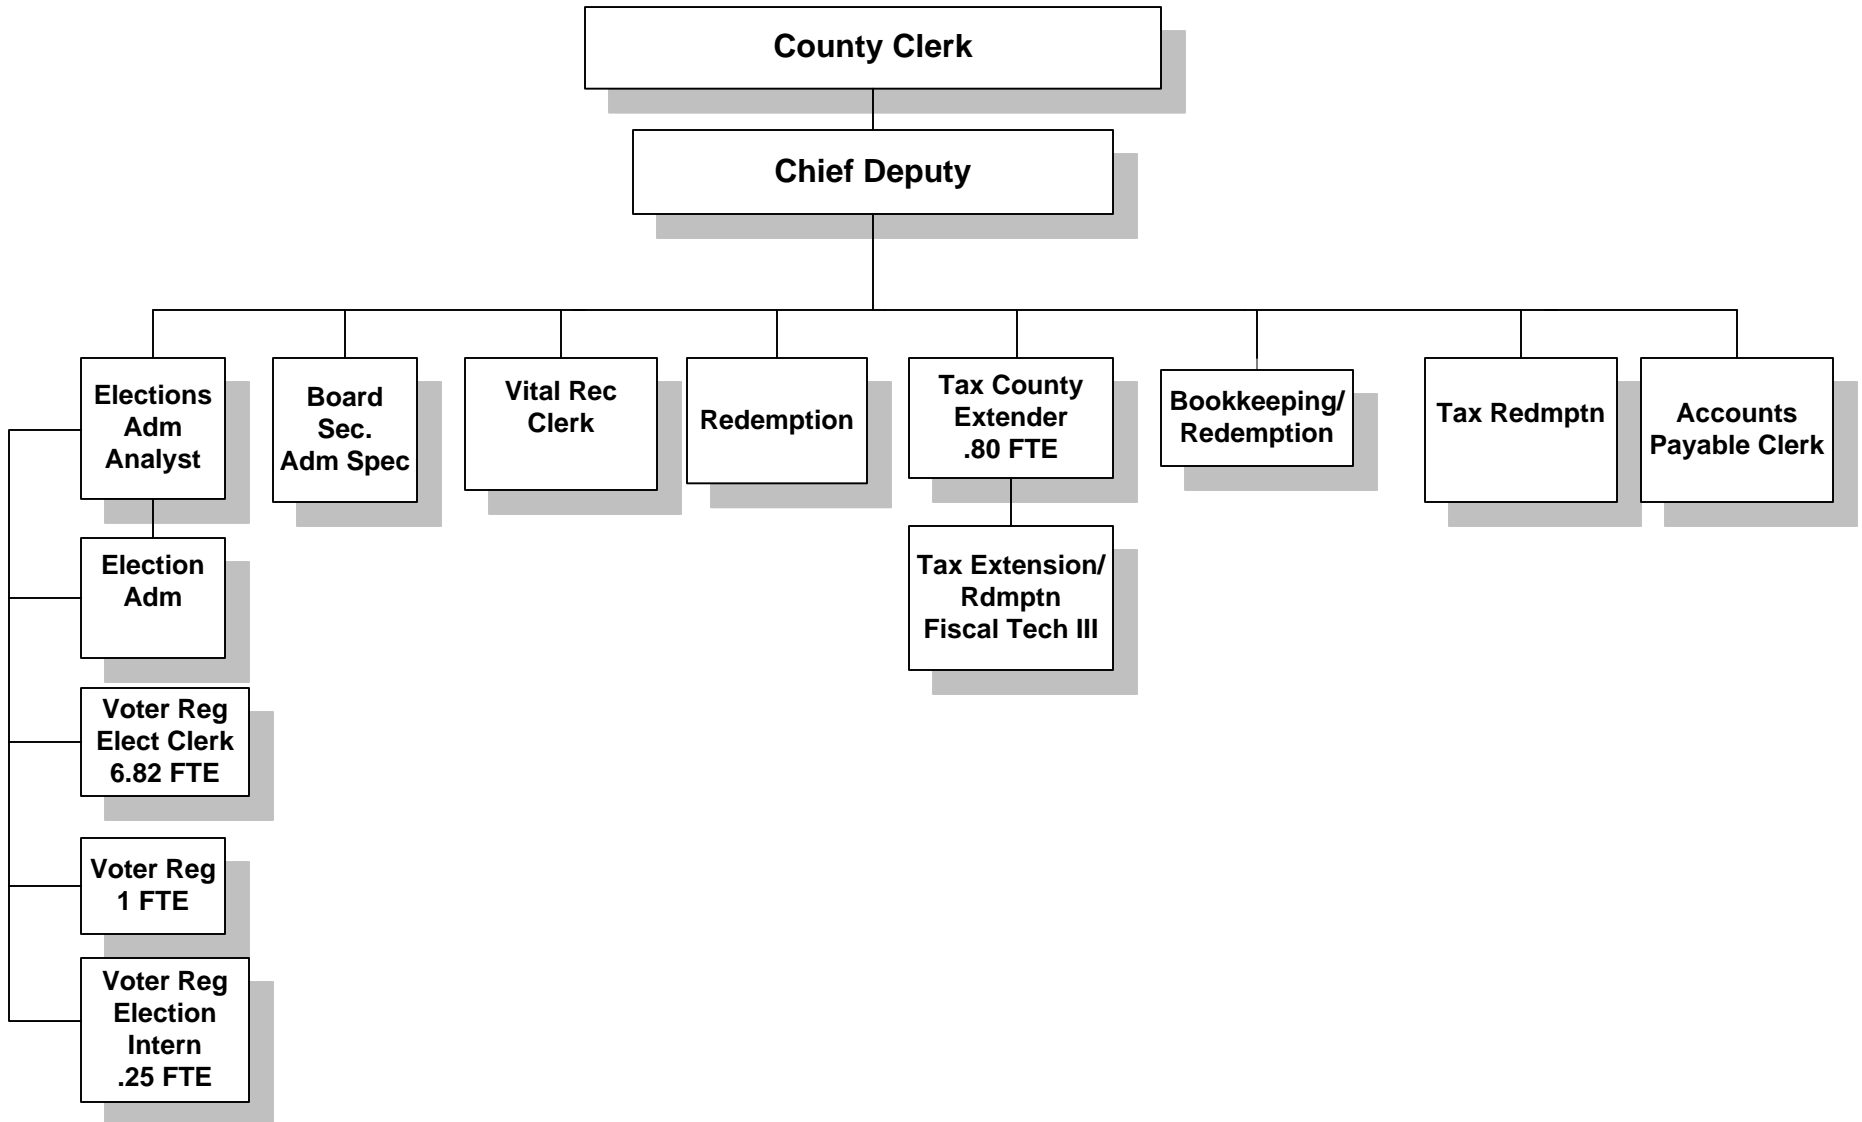 County Clerk
Chief Deputy
Elections
Adm
Analyst
Board
Sec.
Adm Spec
Vital Rec
Clerk
Redemption
Tax County
Extender
.80 FTE
Bookkeeping/
Redemption
Tax Redmptn
Accounts
Payable Clerk
Election
Adm
Tax Extension/
Rdmptn
Fiscal Tech III
Voter Reg
Elect Clerk
6.82 FTE
Voter Reg
1 FTE
Voter Reg
Election
Intern
.25 FTE